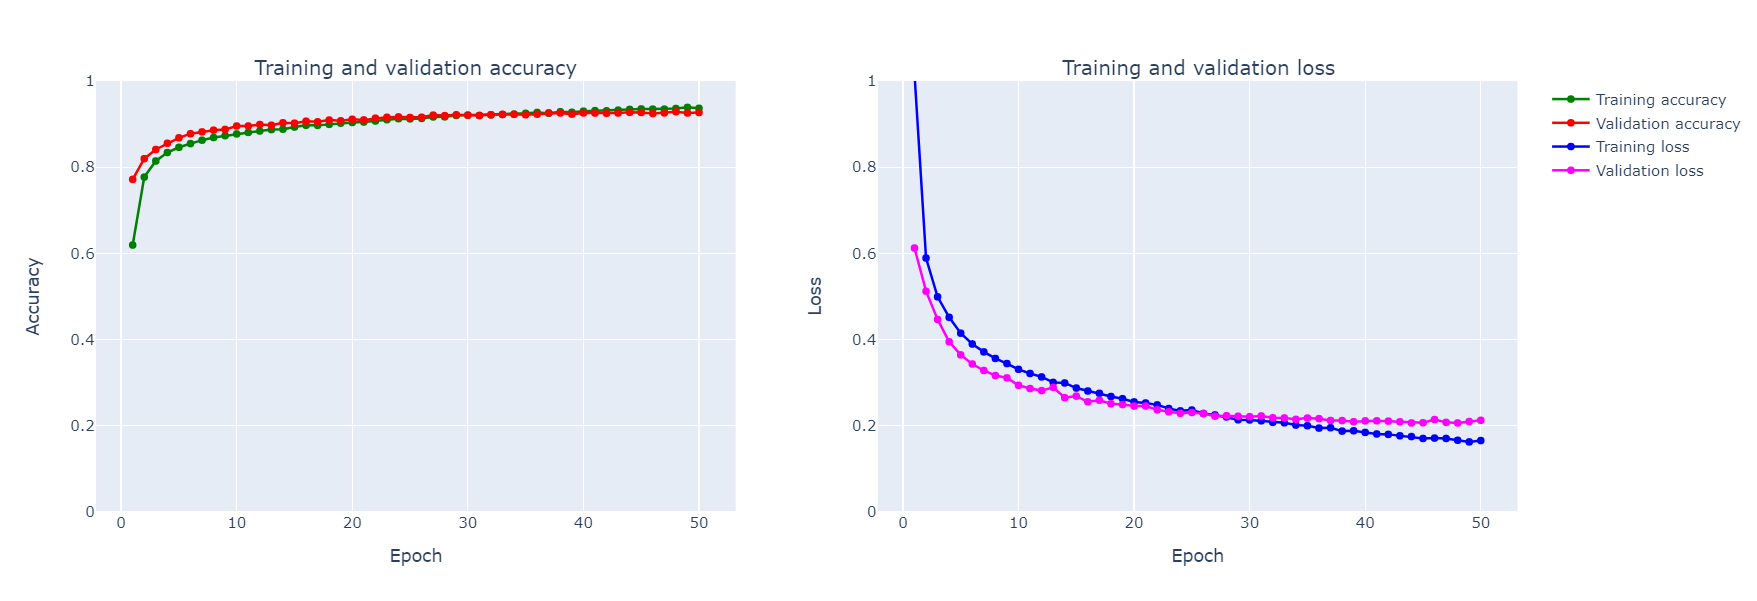 Training and validation accuracy
1
0.8
0.6
0.4
0.2
0
Accuracy
0 10 20 30 40 50
Epoch
Training and validation loss
1
0.8
0.6
0.4
0.2
0
Loss
0 10 20 30 40 50
Epoch
Training accuracy
Validation accuracy
Training loss
Validation loss